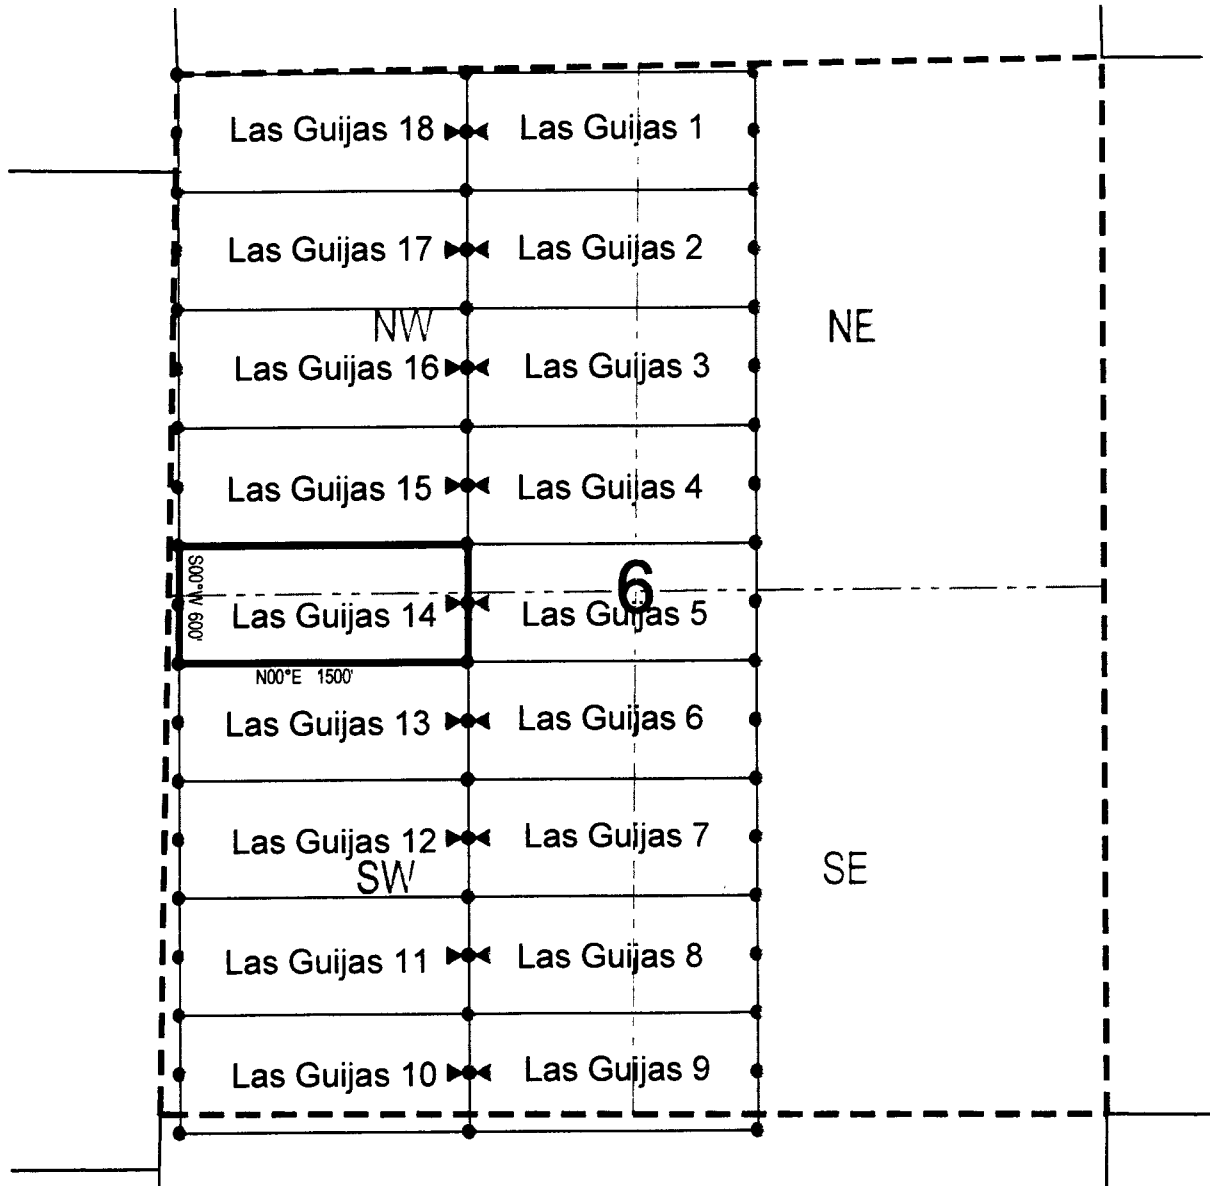 Las Guijas 18
Las Guijas 1
Las Guijas 17
Las Guijas 2
NW
NE
Las Guijas 16
Las Guijas 3
Las Guijas 15
Las Guijas 4
S00°W 600'
6
Las Guijas 14
Las Guijas 5
N00°E 1500'
Las Guijas 13
Las Guijas 6
Las Guijas 12
Las Guijas 7
SW
SE
Las Guijas 11
Las Guijas 8
Las Guijas 10
Las Guijas 9